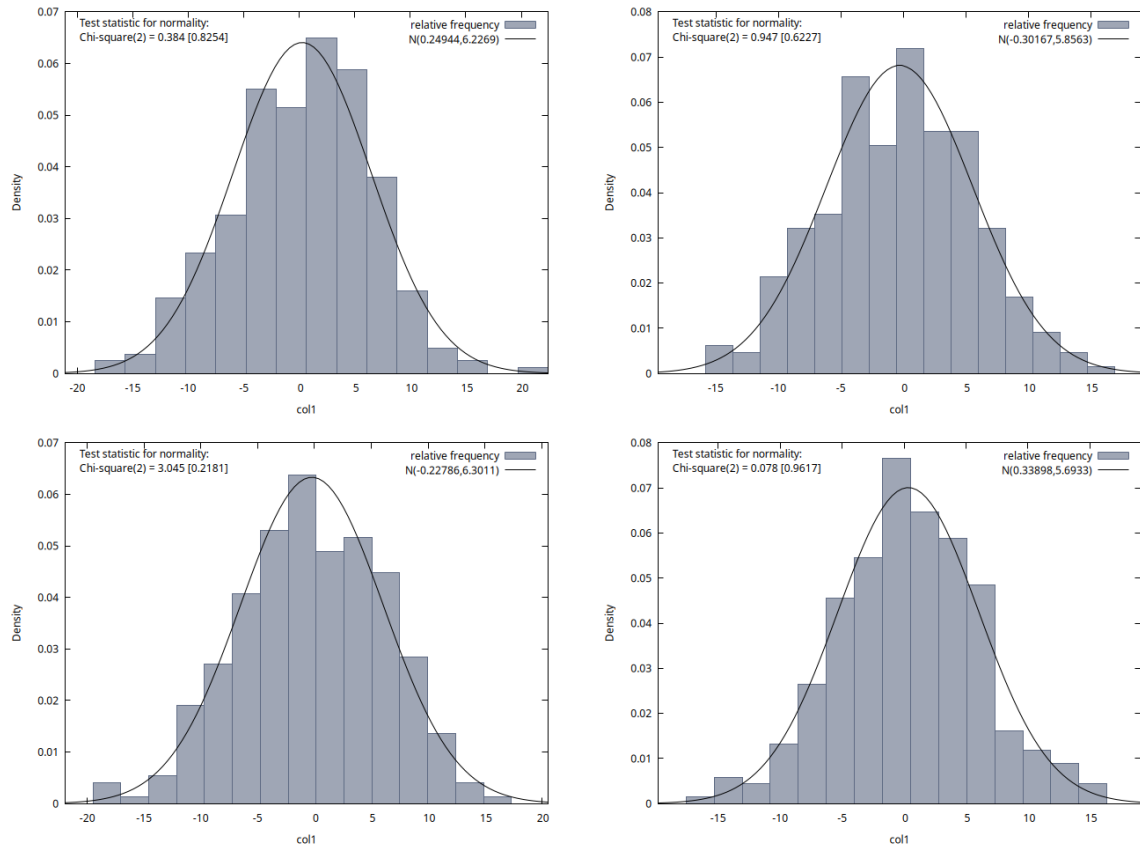 Test statistic for normality:
Chi-square(2) = 0.384 [0.8254]
relative frequency
N(0.24944,6.2269)
0.07
0.06
0.05
0.04
0.03
0.02
0.01
0
Density
-20 -15 -10 -5 0 5 10 15 20
col1
Test statistic for normality:
Chi-square(2) = 0.947 [0.6227]
relative frequency
N(-0.30167,5.8563)
0.08
0.07
0.06
0.05
0.04
0.03
0.02
0.01
0
Density
-15 -10 -5 0 5 10 15
col1
Test statistic for normality:
Chi-square(2) = 3.045 [0.2181]
relative frequency
N(-0.22786,6.3011)
0.07
0.06
0.05
0.04
0.03
0.02
0.01
0
Density
-20 -15 -10 -5 0 5 10 15 20
col1
Test statistic for normality:
Chi-square(2) = 0.078 [0.9617]
relative frequency
N(0.33898,5.6933)
0.08
0.07
0.06
0.05
0.04
0.03
0.02
0.01
0
Density
-15 -10 -5 0 5 10 15
col1